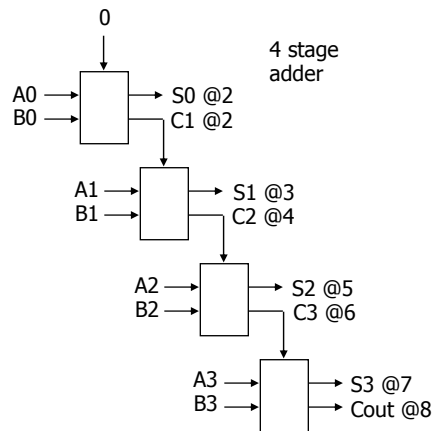 0
4 stage
adder
A0
S0 @2
B0
C1 @2
A1
S1 @3
B1
C2 @4
A2
S2 @5
B2
C3 @6
A3
S3 @7
B3
Cout @8